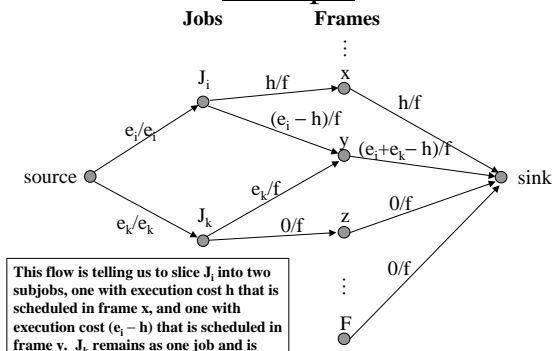 Jobs Frames
⋮
J_i x
h/f h/f
e_i/e_i (e_i – h)/f y (e_i+e_k– h)/f
source sink
e_k/f
e_k/e_k J_k 0/f z 0/f
0/f
⋮
F
This flow is telling us to slice J_i into two
subjobs, one with execution cost h that is
scheduled in frame x, and one with
execution cost (e_i – h) that is scheduled in
frame y. J_k remains as one job and is